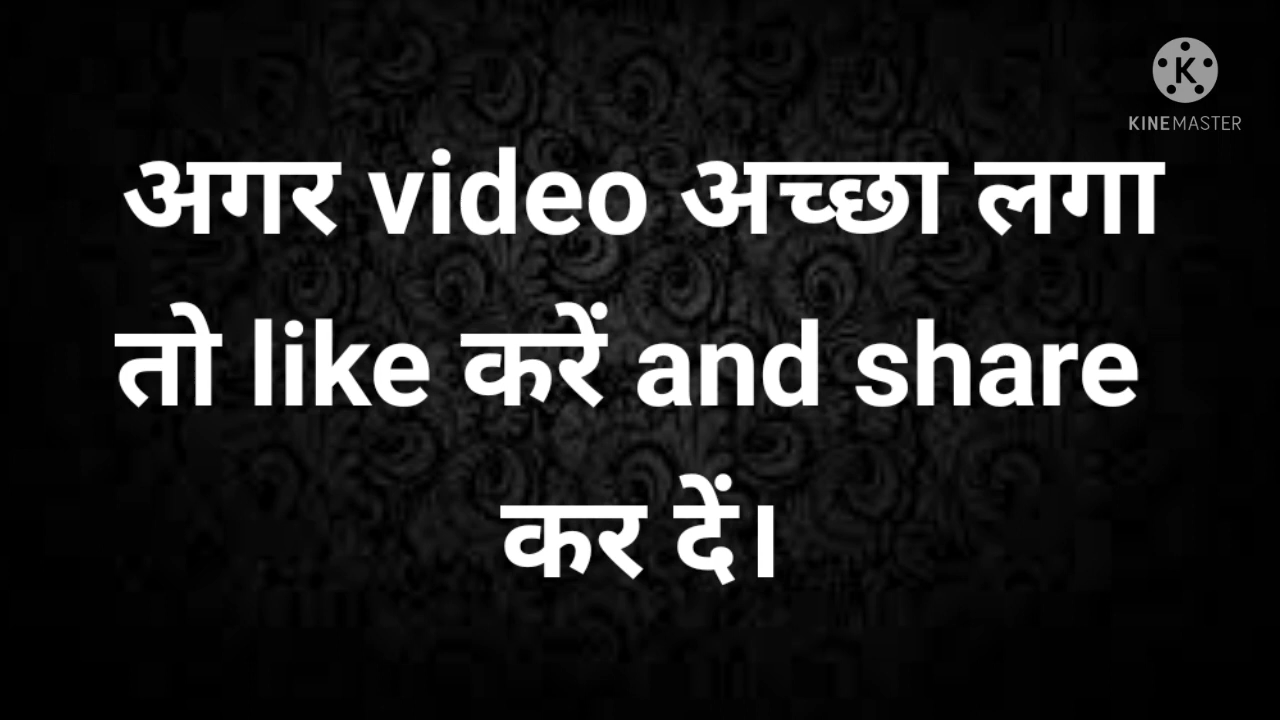 KINEMASTER
अगर video अच्छा लगा
तो like करें and share
कर दें।